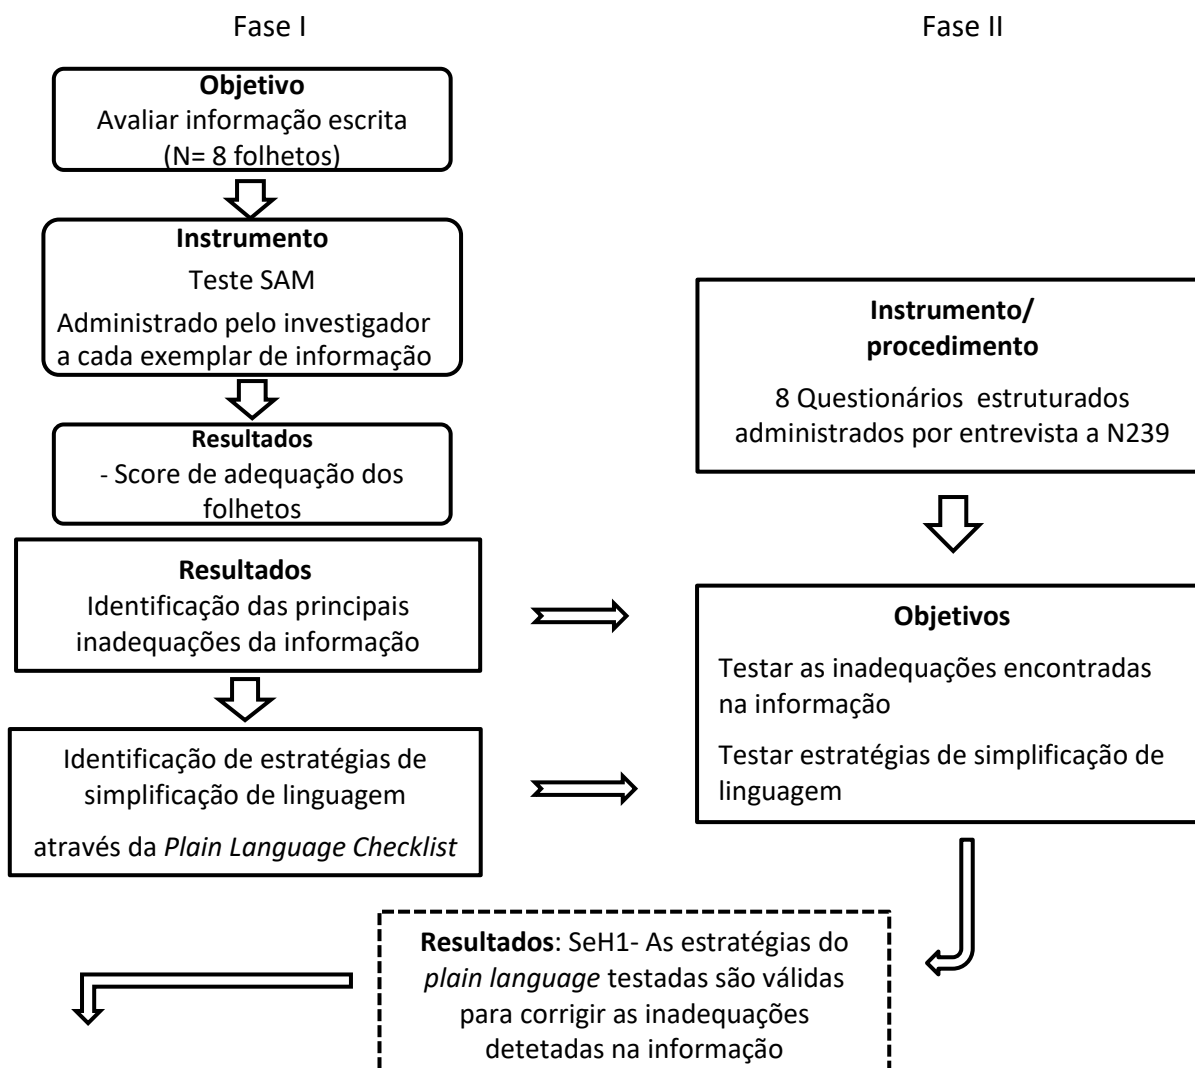 Fase I
Fase II
Objetivo
Avaliar informação escrita
(N= 8 folhetos)
Instrumento
Teste SAM
Administrado pelo investigador
a cada exemplar de informação
Resultados
- Score de adequação dos
folhetos
Resultados
Identificação das principais
inadequações da informação
Identificação de estratégias de
simplificação de linguagem
através da Plain Language Checklist
Instrumento/
procedimento
8 Questionários estruturados
administrados por entrevista a N239
Objetivos
Testar as inadequações encontradas
na informação
Testar estratégias de simplificação de
linguagem
Resultados: SeH1- As estratégias do
plain language testadas são válidas
para corrigir as inadequações
detetadas na informação